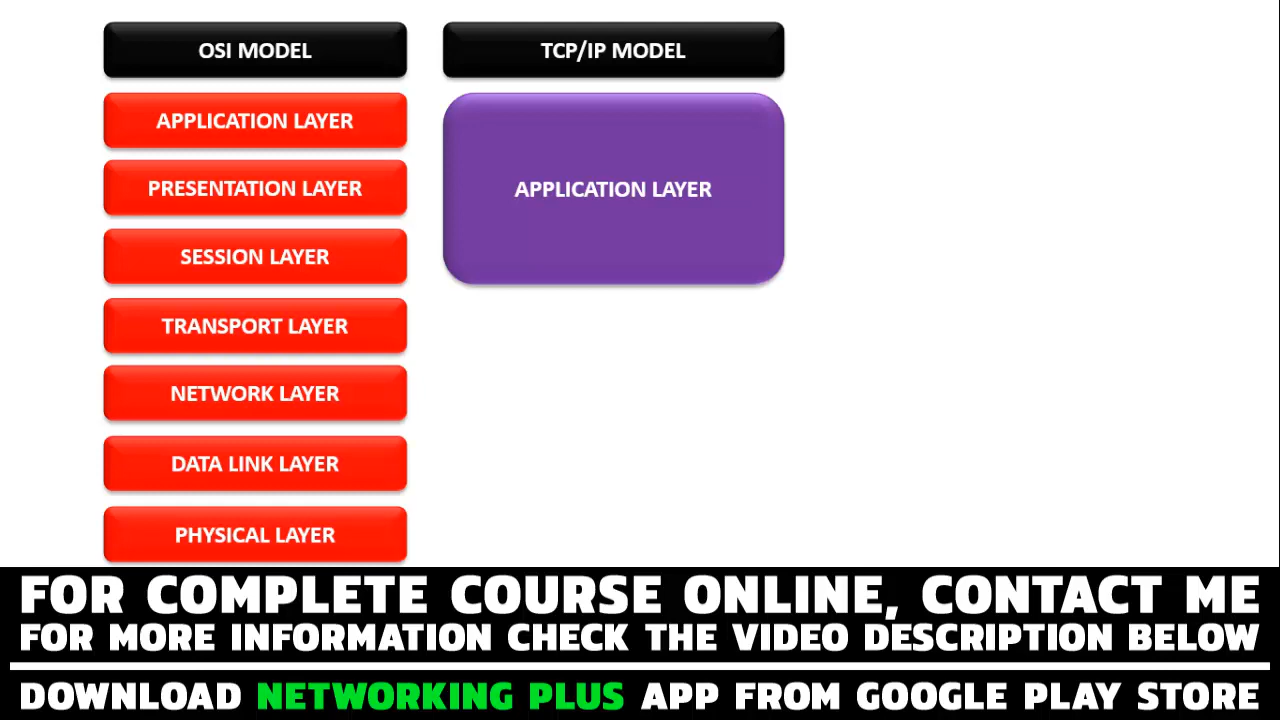 OSI MODEL
TCP/IP MODEL
APPLICATION LAYER
PRESENTATION LAYER
SESSION LAYER
TRANSPORT LAYER
NETWORK LAYER
DATA LINK LAYER
PHYSICAL LAYER
APPLICATION LAYER
FOR COMPLETE COURSE ONLINE, CONTACT ME
FOR MORE INFORMATION CHECK THE VIDEO DESCRIPTION BELOW
DOWNLOAD NETWORKING PLUS APP FROM GOOGLE PLAY STORE